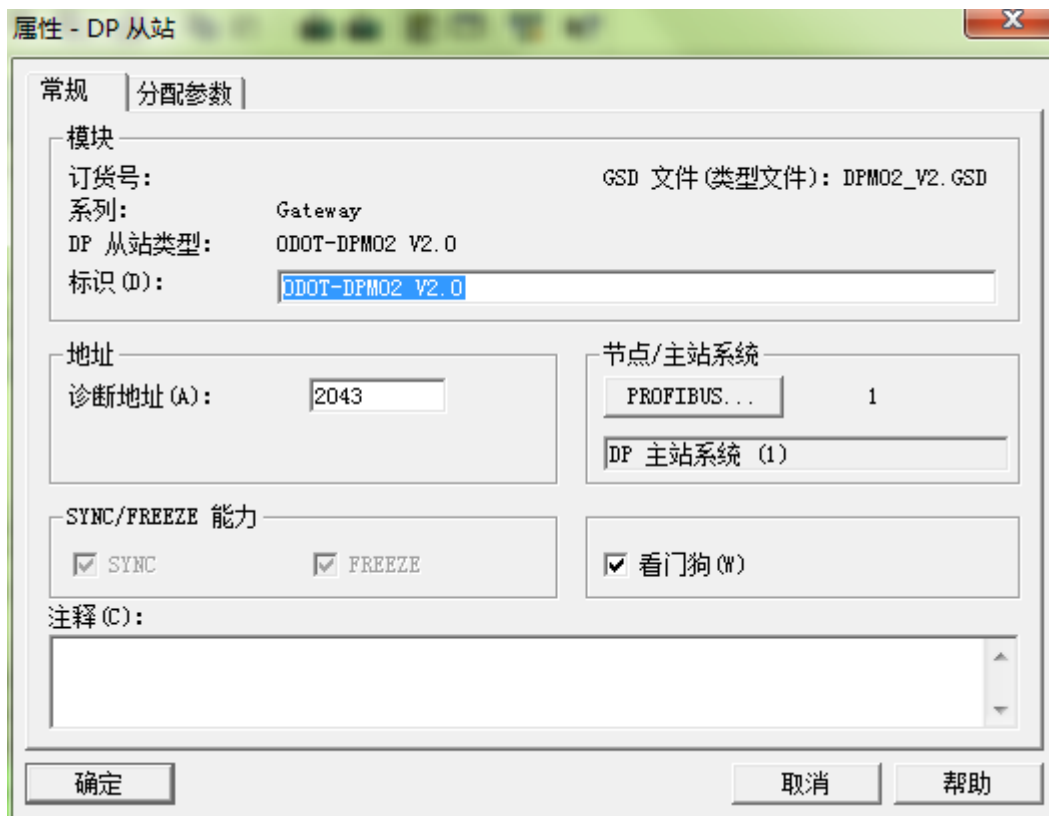 属性 - DP 从站
常规
分配参数
模块
订货号:
GSD 文件(类型文件): DPM02_V2.GSD
系列: Gateway
DP 从站类型: ODOT-DPM02 V2.0
标识(D): ODOT-DPM02 V2.0
地址
诊断地址(A): 2043
节点/主站系统
PROFIBUS... 1
DP 主站系统 (1)
SYNC/FREEZE 能力
SYNC FREEZE
看门狗(W)
注释(C):
确定 取消 帮助